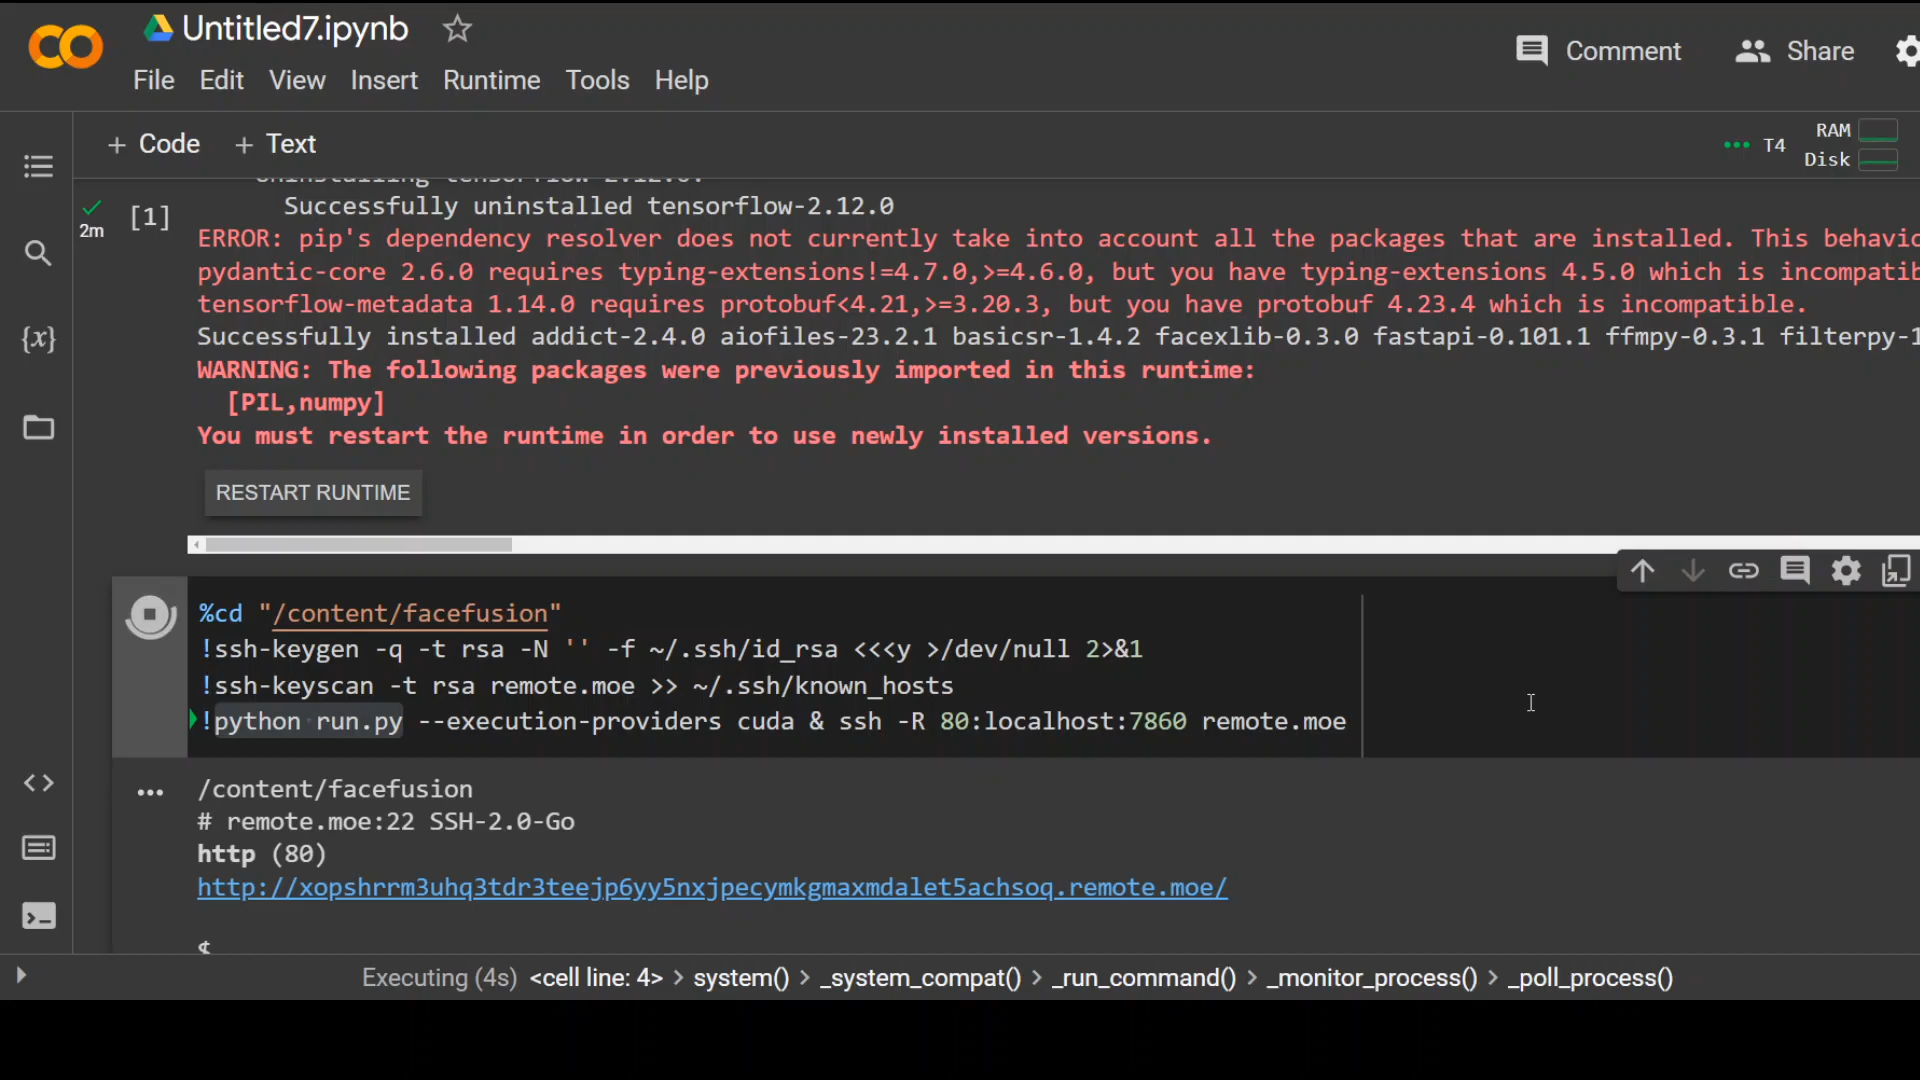 Untitled7.ipynb
File Edit View Insert Runtime Tools Help
Comment Share
+ Code + Text
T4 RAM
Disk
Uninstalling tensorflow-2.12.0:
2m [1] Successfully uninstalled tensorflow-2.12.0
ERROR: pip's dependency resolver does not currently take into account all the packages that are installed. This behavio
pydantic-core 2.6.0 requires typing-extensions!=4.7.0,>=4.6.0, but you have typing-extensions 4.5.0 which is incompatib
tensorflow-metadata 1.14.0 requires protobuf<4.21,>=3.20.3, but you have protobuf 4.23.4 which is incompatible.
Successfully installed addict-2.4.0 aiofiles-23.2.1 basicsr-1.4.2 facexlib-0.3.0 fastapi-0.101.1 ffmpy-0.3.1 filterpy-1
WARNING: The following packages were previously imported in this runtime:
[PIL,numpy]
You must restart the runtime in order to use newly installed versions.
RESTART RUNTIME
%cd "/content/facefusion"
!ssh-keygen -q -t rsa -N '' -f ~/.ssh/id_rsa <<<y >/dev/null 2>&1
!ssh-keyscan -t rsa remote.moe >> ~/.ssh/known_hosts
!python run.py --execution-providers cuda & ssh -R 80:localhost:7860 remote.moe
/content/facefusion
# remote.moe:22 SSH-2.0-Go
http (80)
http://xopshrrm3uhq3tdr3teejp6yy5nxjpecymkgmaxmdalet5achsoq.remote.moe/
$
Executing (4s) <cell line: 4> > system() > _system_compat() > _run_command() > _monitor_process() > _poll_process()